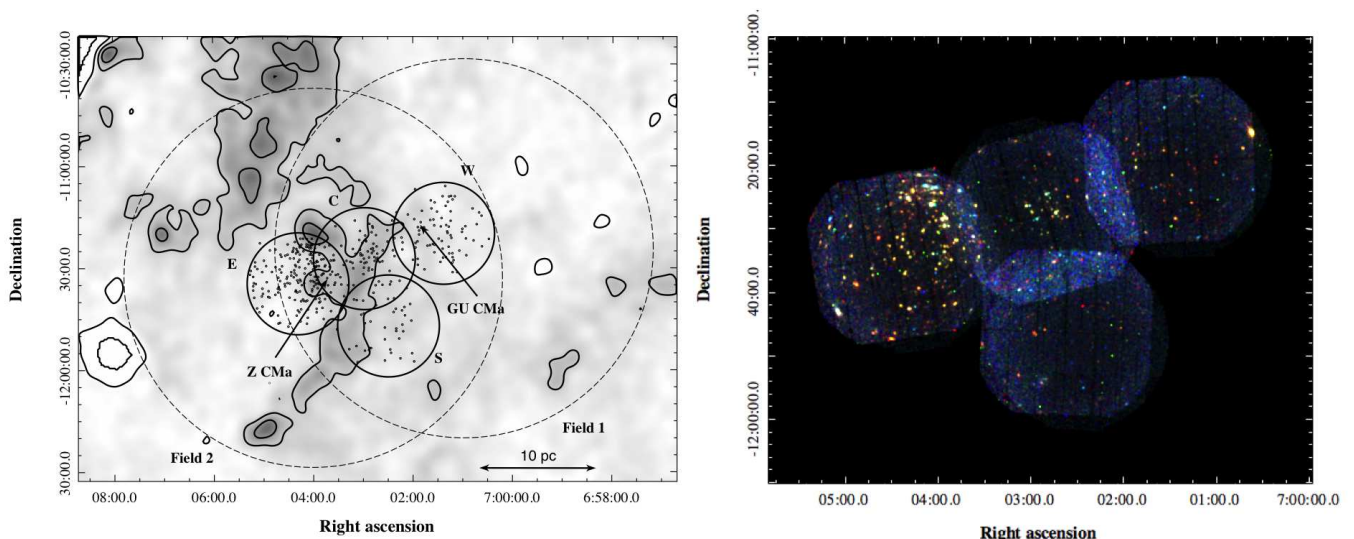 -10:30:00.0
-11:00:00.0
30:00.0
-12:00:00.0
30:00.0
Declination
W
C
E
GU CMa
S
Z CMa
Field 1
Field 2
10 pc
08:00.0 06:00.0 04:00.0 02:00.0 7:00:00.0 6:58:00.0
Right ascension
-11:00:00.
20:00.0
40:00.0
-12:00:00.0
Declination
05:00.0 04:00.0 03:00.0 02:00.0 01:00.0 7:00:00.0
Right ascension